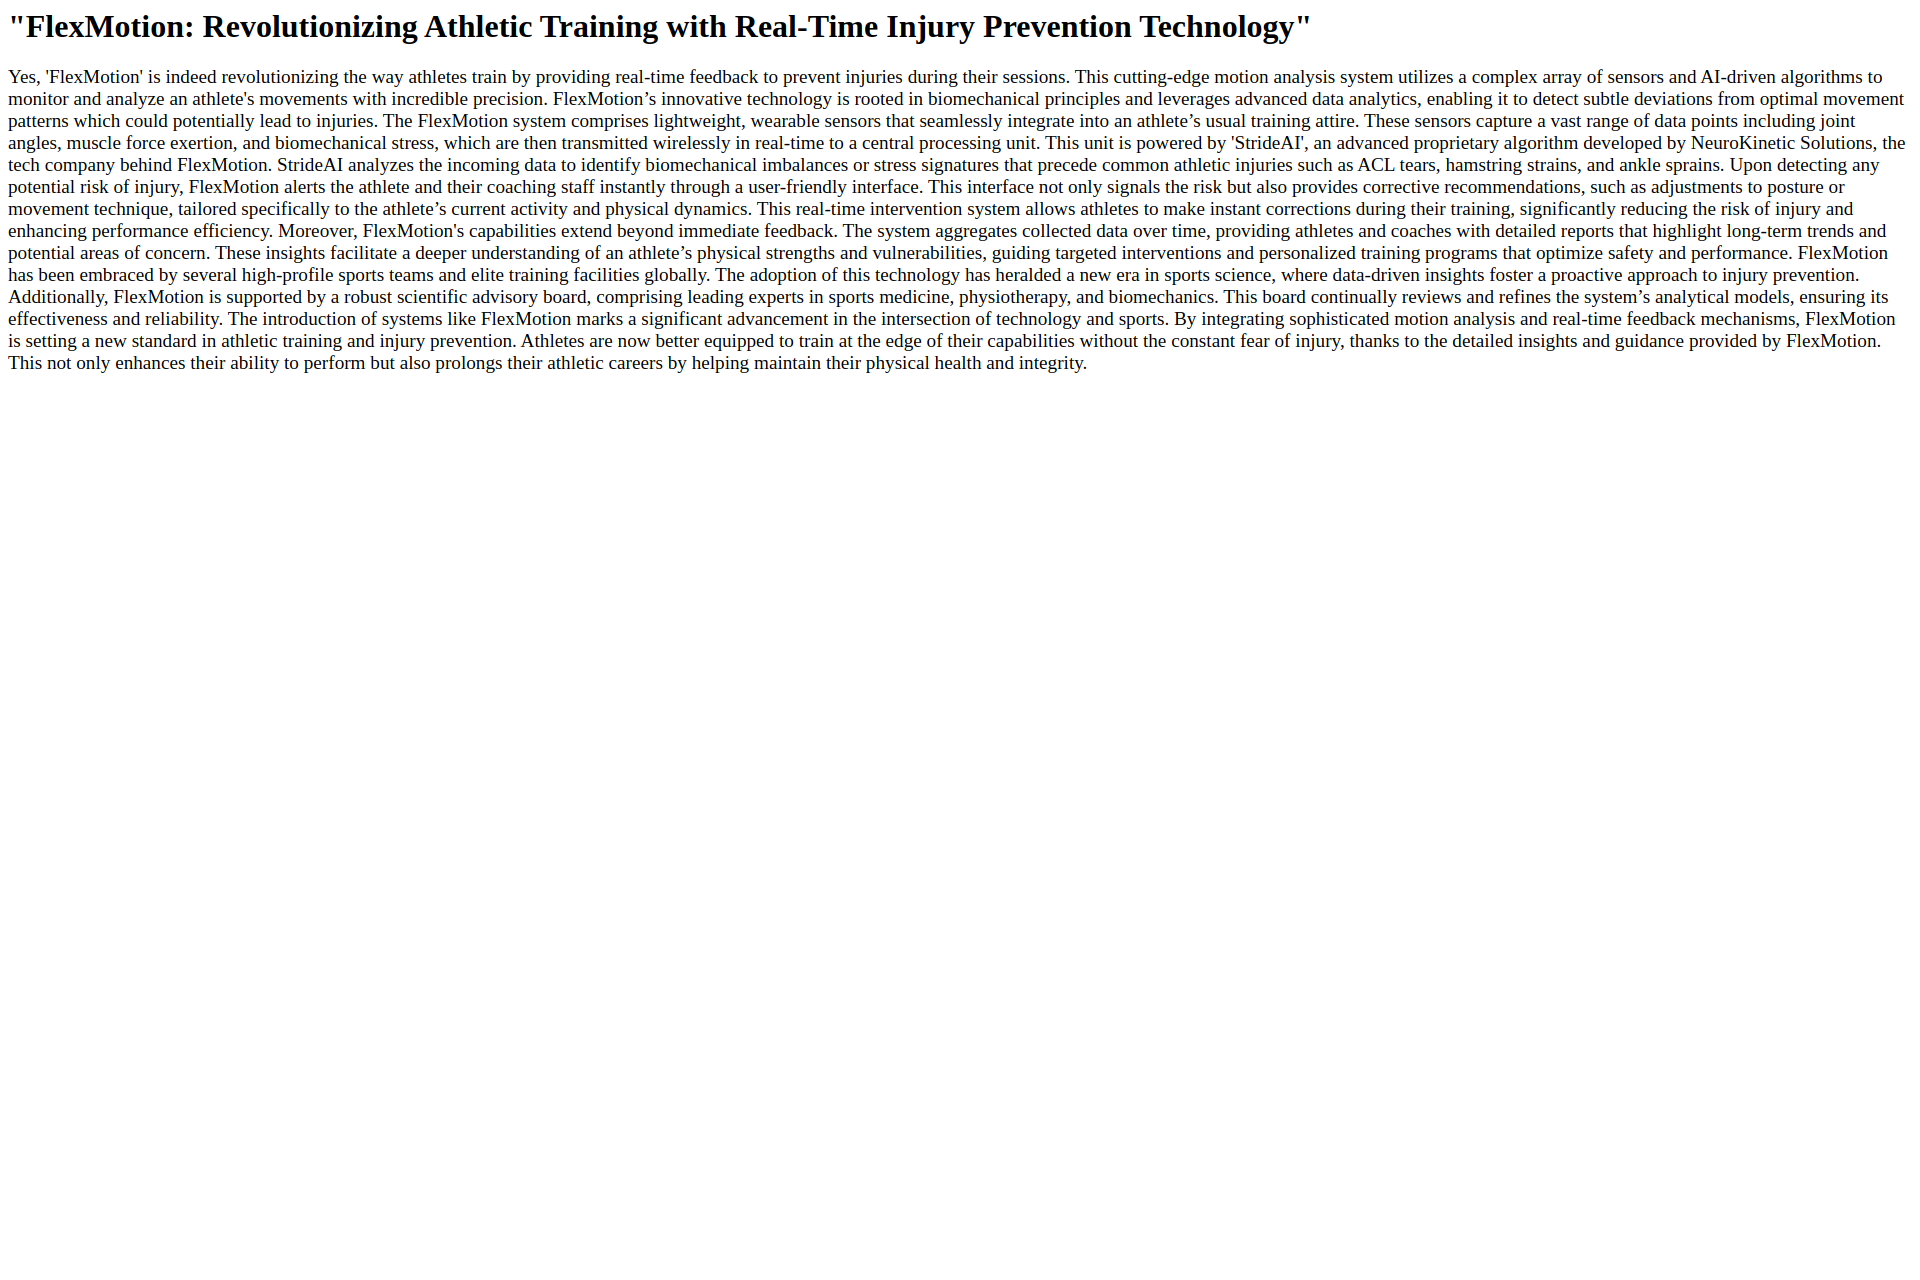 "FlexMotion: Revolutionizing Athletic Training with Real-Time Injury Prevention Technology"
Yes, 'FlexMotion' is indeed revolutionizing the way athletes train by providing real-time feedback to prevent injuries during their sessions. This cutting-edge motion analysis system utilizes a complex array of sensors and AI-driven algorithms to
monitor and analyze an athlete's movements with incredible precision. FlexMotion’s innovative technology is rooted in biomechanical principles and leverages advanced data analytics, enabling it to detect subtle deviations from optimal movement
patterns which could potentially lead to injuries. The FlexMotion system comprises lightweight, wearable sensors that seamlessly integrate into an athlete’s usual training attire. These sensors capture a vast range of data points including joint
angles, muscle force exertion, and biomechanical stress, which are then transmitted wirelessly in real-time to a central processing unit. This unit is powered by 'StrideAI', an advanced proprietary algorithm developed by NeuroKinetic Solutions, the
tech company behind FlexMotion. StrideAI analyzes the incoming data to identify biomechanical imbalances or stress signatures that precede common athletic injuries such as ACL tears, hamstring strains, and ankle sprains. Upon detecting any
potential risk of injury, FlexMotion alerts the athlete and their coaching staff instantly through a user-friendly interface. This interface not only signals the risk but also provides corrective recommendations, such as adjustments to posture or
movement technique, tailored specifically to the athlete’s current activity and physical dynamics. This real-time intervention system allows athletes to make instant corrections during their training, significantly reducing the risk of injury and
enhancing performance efficiency. Moreover, FlexMotion's capabilities extend beyond immediate feedback. The system aggregates collected data over time, providing athletes and coaches with detailed reports that highlight long-term trends and
potential areas of concern. These insights facilitate a deeper understanding of an athlete’s physical strengths and vulnerabilities, guiding targeted interventions and personalized training programs that optimize safety and performance. FlexMotion
has been embraced by several high-profile sports teams and elite training facilities globally. The adoption of this technology has heralded a new era in sports science, where data-driven insights foster a proactive approach to injury prevention.
Additionally, FlexMotion is supported by a robust scientific advisory board, comprising leading experts in sports medicine, physiotherapy, and biomechanics. This board continually reviews and refines the system’s analytical models, ensuring its
effectiveness and reliability. The introduction of systems like FlexMotion marks a significant advancement in the intersection of technology and sports. By integrating sophisticated motion analysis and real-time feedback mechanisms, FlexMotion
is setting a new standard in athletic training and injury prevention. Athletes are now better equipped to train at the edge of their capabilities without the constant fear of injury, thanks to the detailed insights and guidance provided by FlexMotion.
This not only enhances their ability to perform but also prolongs their athletic careers by helping maintain their physical health and integrity.